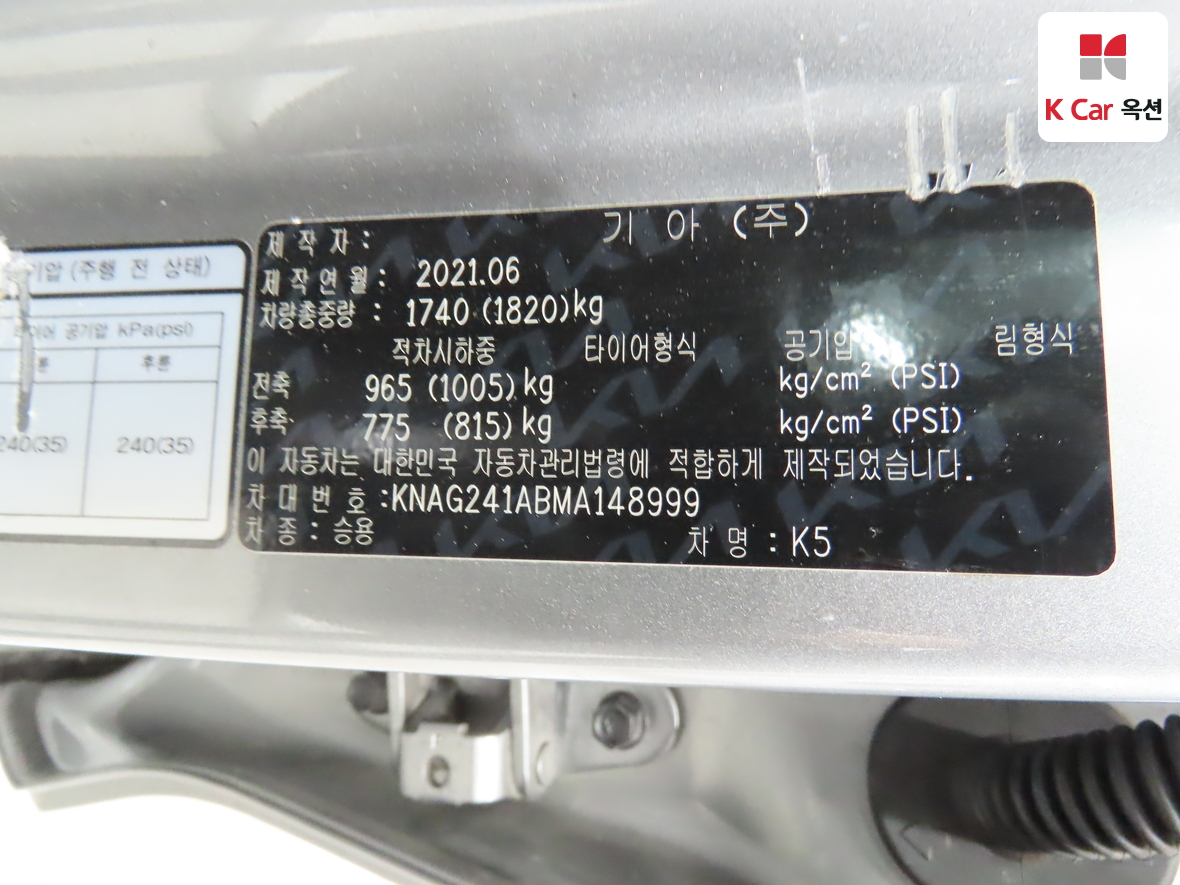 K Car 옥션
기압 (주행 전 상태)
공기압 kPa(psi)
후륜
240(35) 240(35)
제 작 자 : 기 아 (주)
제 작 연 월 : 2021.06
차량총중량 : 1740 (1820)kg
적차시하중 타이어형식 공기압 림형식
전축 965 (1005)kg kg/cm² (PSI)
후축 775 (815)kg kg/cm² (PSI)
이 자동차는 대한민국 자동차관리법령에 적합하게 제작되었습니다.
차 대 번 호 :KNAG241ABMA148999
차 종 : 승용 차 명 : K5